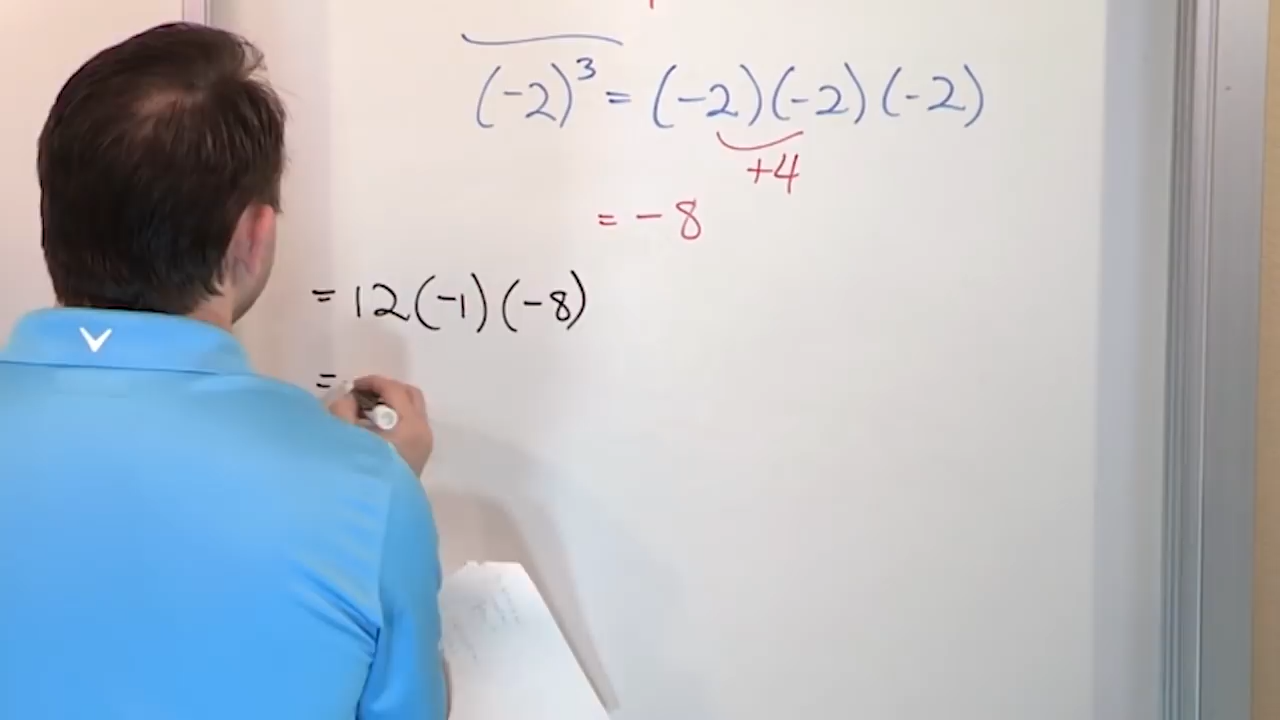 (-2)³ = (-2)(-2)(-2)
+4
= -8
= 12(-1)(-8)
=